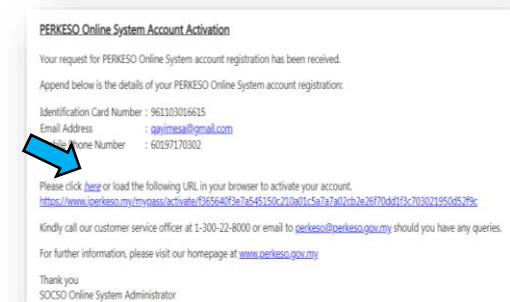 PERKESO Online System Account Activation
Your request for PERKESO Online System account registration has been received.
Append below is the details of your PERKESO Online System account registration:
Identification Card Number : 961103016615
Email Address : qayimesa@gmail.com
Phone Number : 60197170302
Please click here or load the following URL in your browser to activate your account.
https://www.iperkeso.my/mypass/activate/f365640f3e7a545150c210a01c5a7a7a02cb2e26f70dd1f3c703021950d52f9c
Kindly call our customer service officer at 1-300-22-8000 or email to perkeso@perkeso.gov.my should you have any queries.
For further information, please visit our homepage at www.perkeso.gov.my
Thank you
SOCSO Online System Administrator